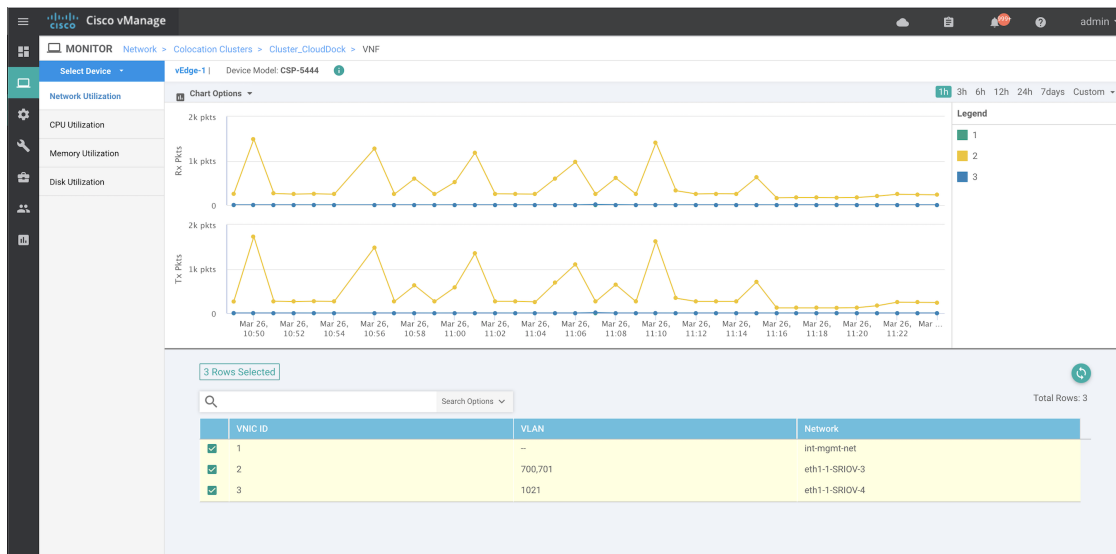 CISCO Cisco vManage
999+
admin
MONITOR Network > Colocation Clusters > Cluster_CloudDock > VNF
Select Device
vEdge-1 | Device Model: CSP-5444
Network Utilization
CPU Utilization
Memory Utilization
Disk Utilization
Chart Options
1h 3h 6h 12h 24h 7days Custom
Legend
1
2
3
2k pkts
1k pkts
0
Rx Pkts
2k pkts
1k pkts
0
Tx Pkts
Mar 26, Mar 26, Mar 26, Mar 26, Mar 26, Mar 26, Mar 26, Mar 26, Mar 26, Mar 26, Mar 26, Mar 26, Mar 26, Mar 26, Mar 26, Mar 26, Mar 26, Mar ...
10:50 10:52 10:54 10:56 10:58 11:00 11:02 11:04 11:06 11:08 11:10 11:12 11:14 11:16 11:18 11:20 11:22
3 Rows Selected
Search Options
Total Rows: 3
VNIC ID VLAN Network
1 -- int-mgmt-net
2 700,701 eth1-1-SRIOV-3
3 1021 eth1-1-SRIOV-4